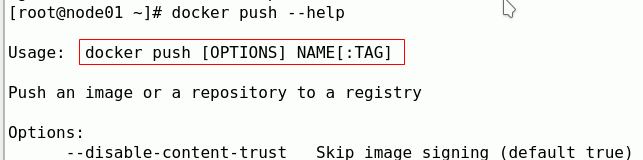 [root@node01 ~]# docker push --help
Usage: docker push [OPTIONS] NAME[:TAG]
Push an image or a repository to a registry
Options:
--disable-content-trust Skip image signing (default true)